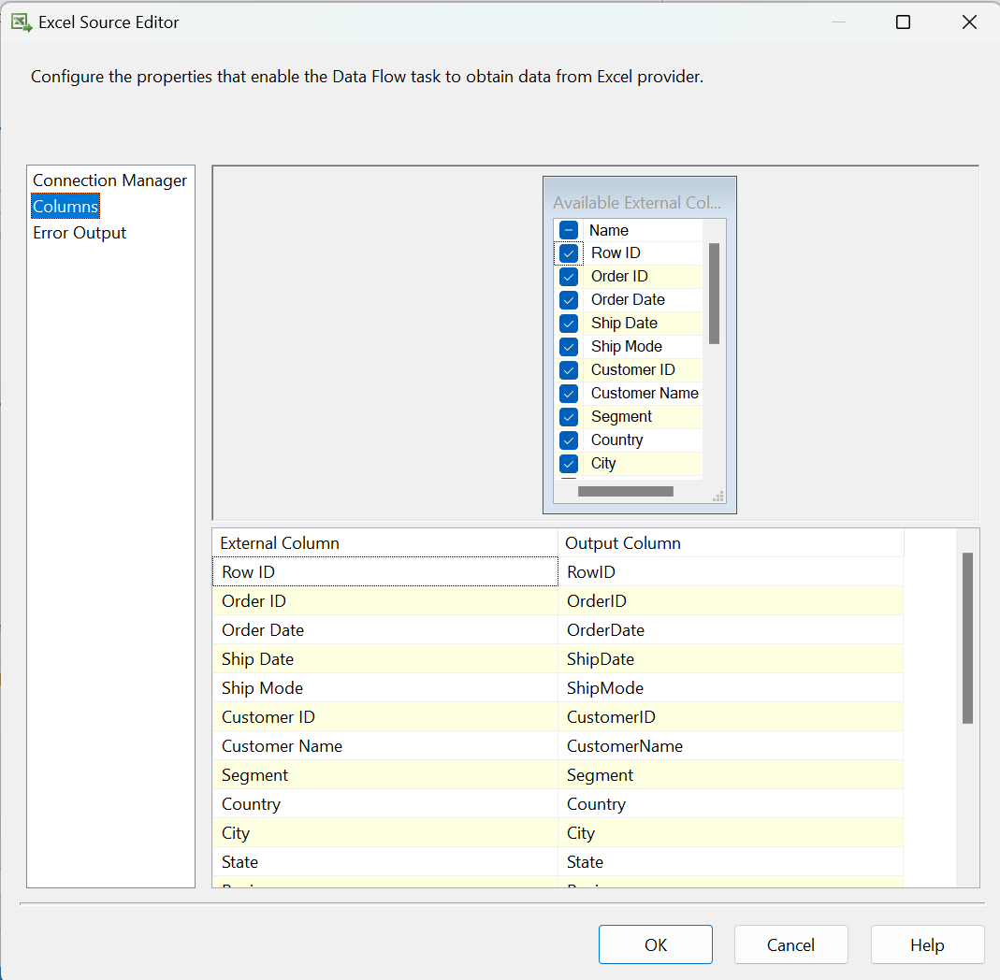 Excel Source Editor
Configure the properties that enable the Data Flow task to obtain data from Excel provider.
Connection Manager
Columns
Error Output
Available External Col...
Name
Row ID
Order ID
Order Date
Ship Date
Ship Mode
Customer ID
Customer Name
Segment
Country
City
External Column Output Column
Row ID RowID
Order ID OrderID
Order Date OrderDate
Ship Date ShipDate
Ship Mode ShipMode
Customer ID CustomerID
Customer Name CustomerName
Segment Segment
Country Country
City City
State State
OK Cancel Help